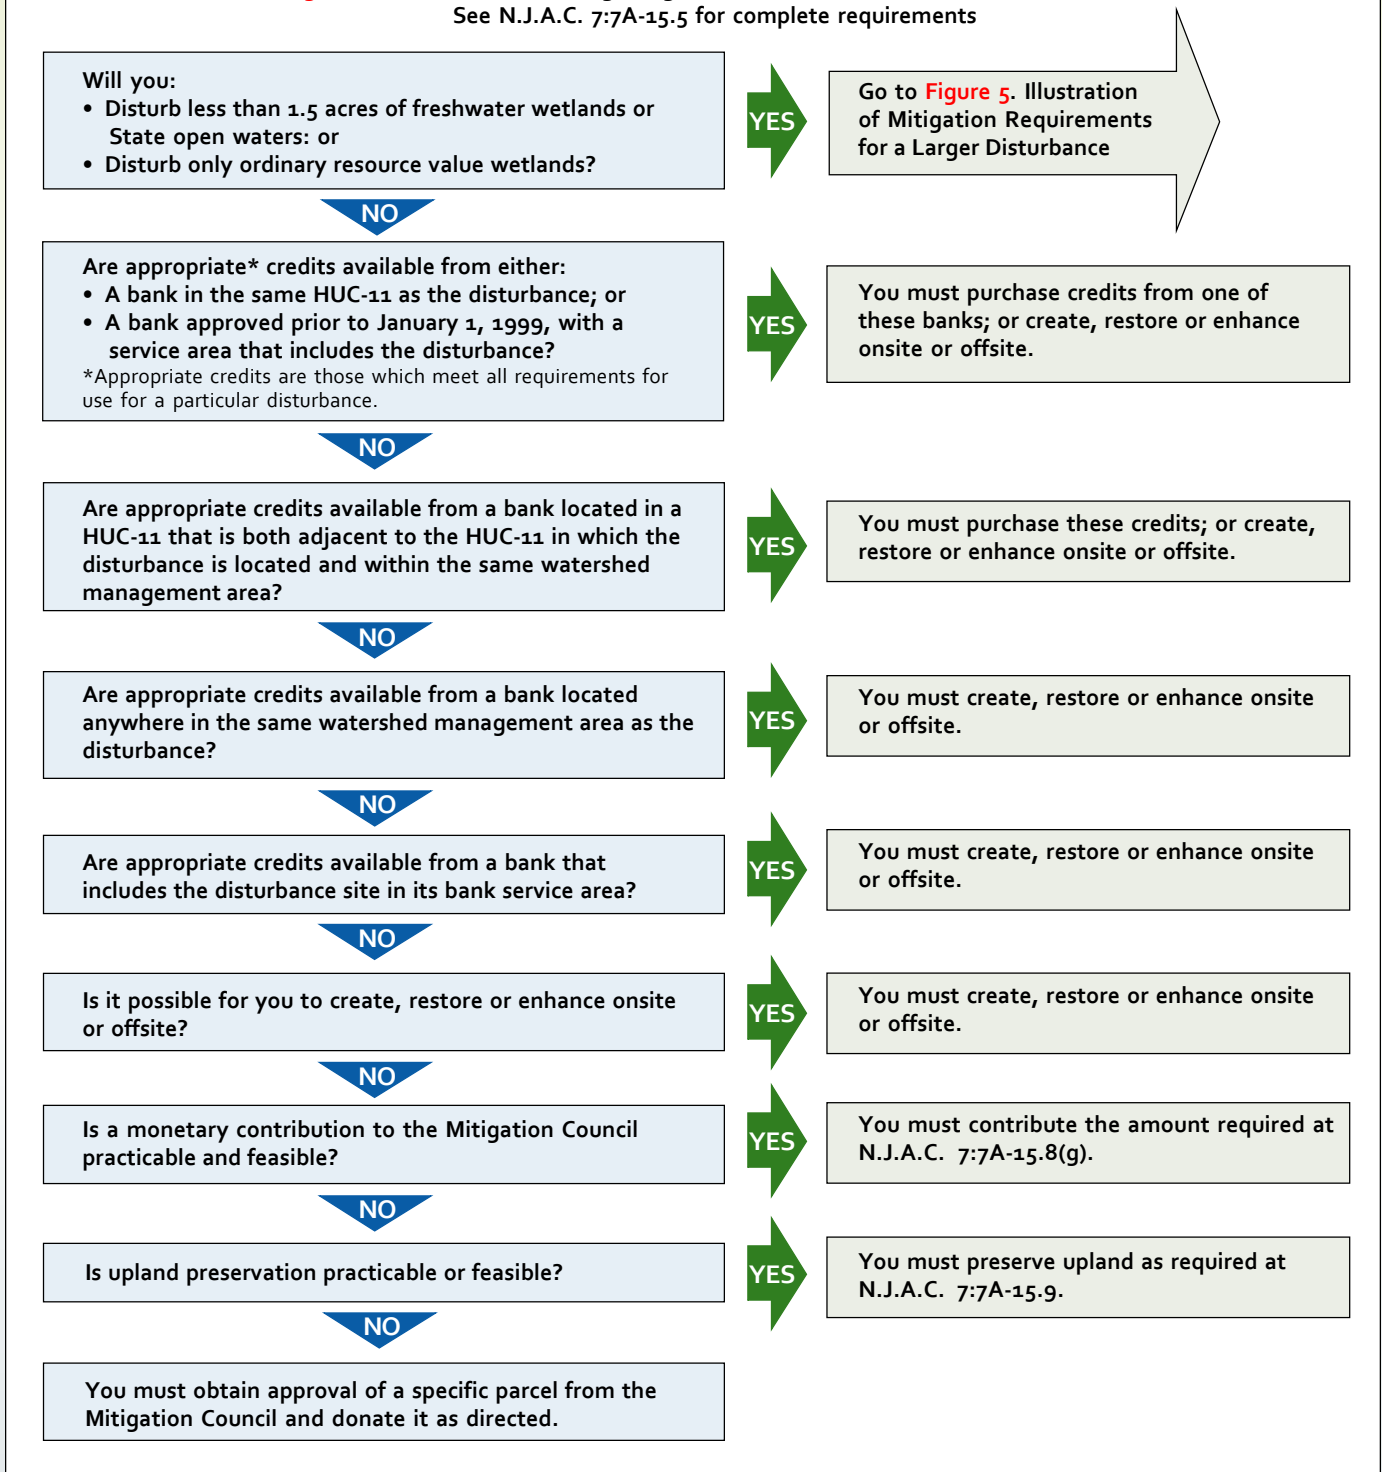 See N.J.A.C. 7:7A-15.5 for complete requirements
Will you:
• Disturb less than 1.5 acres of freshwater wetlands or
State open waters: or
• Disturb only ordinary resource value wetlands?
YES
Go to Figure 5. Illustration
of Mitigation Requirements
for a Larger Disturbance
NO
Are appropriate* credits available from either:
• A bank in the same HUC-11 as the disturbance; or
• A bank approved prior to January 1, 1999, with a
service area that includes the disturbance?
*Appropriate credits are those which meet all requirements for
use for a particular disturbance.
YES
You must purchase credits from one of
these banks; or create, restore or enhance
onsite or offsite.
NO
Are appropriate credits available from a bank located in a
HUC-11 that is both adjacent to the HUC-11 in which the
disturbance is located and within the same watershed
management area?
YES
You must purchase these credits; or create,
restore or enhance onsite or offsite.
NO
Are appropriate credits available from a bank located
anywhere in the same watershed management area as the
disturbance?
YES
You must create, restore or enhance onsite
or offsite.
NO
Are appropriate credits available from a bank that
includes the disturbance site in its bank service area?
YES
You must create, restore or enhance onsite
or offsite.
NO
Is it possible for you to create, restore or enhance onsite
or offsite?
YES
You must create, restore or enhance onsite
or offsite.
NO
Is a monetary contribution to the Mitigation Council
practicable and feasible?
YES
You must contribute the amount required at
N.J.A.C. 7:7A-15.8(g).
NO
Is upland preservation practicable or feasible?
YES
You must preserve upland as required at
N.J.A.C. 7:7A-15.9.
NO
You must obtain approval of a specific parcel from the
Mitigation Council and donate it as directed.